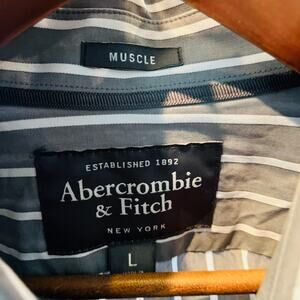 MUSCLE
ESTABLISHED 1892
Abercrombie
& Fitch
NEW YORK
L